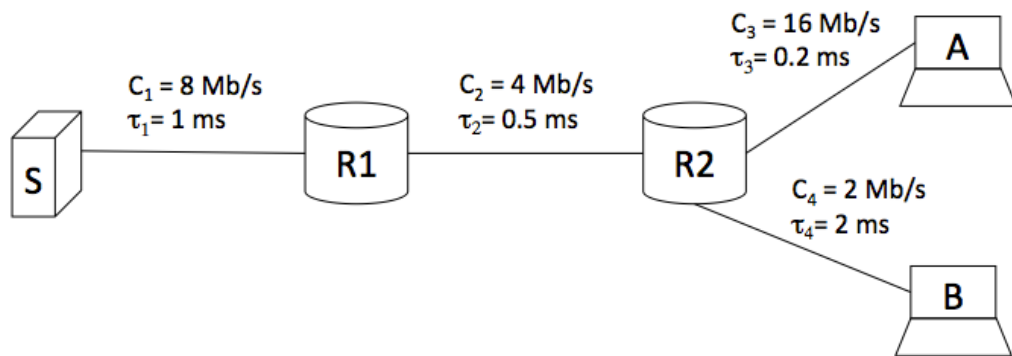 C₁ = 8 Mb/s
τ₁= 1 ms
C₂ = 4 Mb/s
τ₂= 0.5 ms
C₃ = 16 Mb/s
τ₃= 0.2 ms
A
S
R1
R2
C₄ = 2 Mb/s
τ₄= 2 ms
B